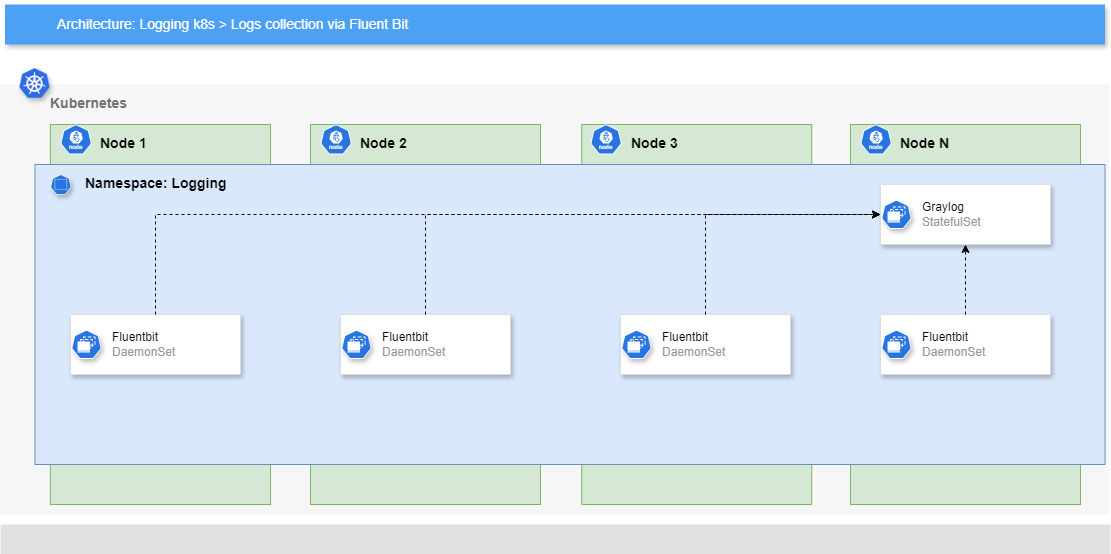 Architecture: Logging k8s > Logs collection via Fluent Bit
Kubernetes
node
Node 1
node
Node 2
node
Node 3
node
Node N
Namespace: Logging
Graylog
StatefulSet
Fluentbit
DaemonSet
Fluentbit
DaemonSet
Fluentbit
DaemonSet
Fluentbit
DaemonSet